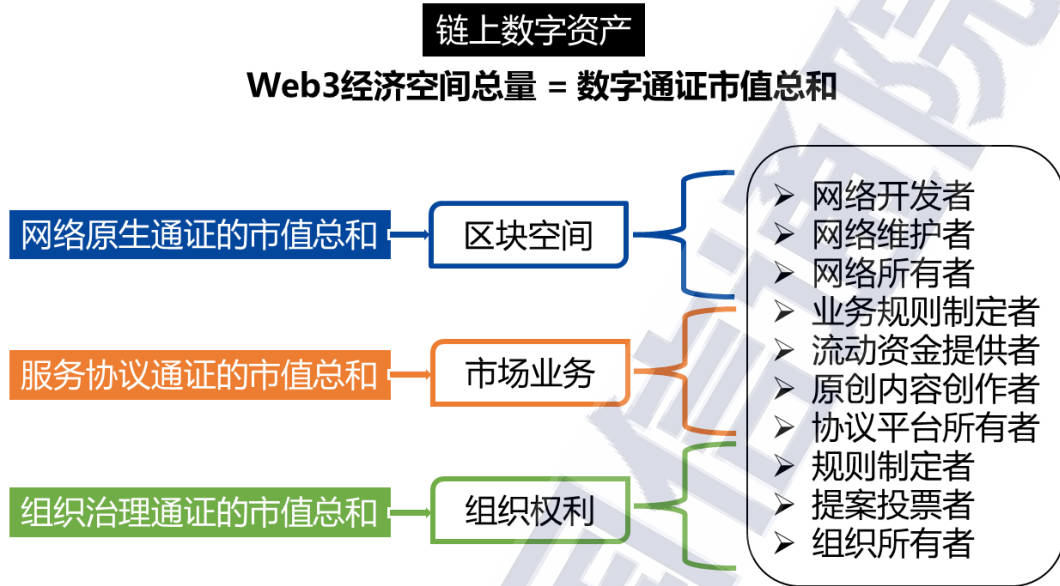 链上数字资产
Web3经济空间总量 = 数字通证市值总和
网络原生通证的市值总和
区块空间
服务协议通证的市值总和
市场业务
组织治理通证的市值总和
组织权利
网络开发者
网络维护者
网络所有者
业务规则制定者
流动资金提供者
原创内容创作者
协议平台所有者
规则制定者
提案投票者
组织所有者